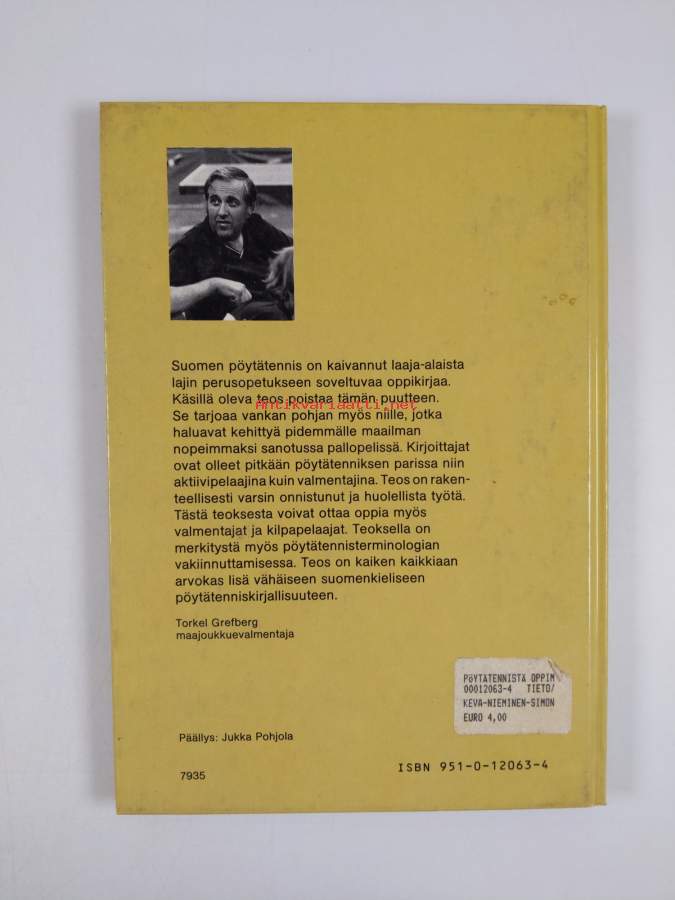 Suomen pöytätennis on kaivannut laaja-alaista
lajin perusopetukseen soveltuvaa oppikirjaa.
Käsillä oleva teos poistaa tämän puutteen.
Antikvariaatti.net
Se tarjoaa vankan pohjan myös niille, jotka
haluavat kehittyä pidemmälle maailman
nopeimmaksi sanotussa pallopelissä. Kirjoittajat
ovat olleet pitkään pöytätenniksen parissa niin
aktiivipelaajina kuin valmentajina. Teos on raken-
teellisesti varsin onnistunut ja huolellista työtä.
Tästä teoksesta voivat ottaa oppia myös
valmentajat ja kilpapelaajat. Teoksella on
merkitystä myös pöytätennisterminologian
vakiinnuttamisessa. Teos on kaiken kaikkiaan
arvokas lisä vähäiseen suomenkieliseen
pöytätenniskirjallisuuteen.
Torkel Grefberg
maajoukkuevalmentaja
PÖYTÄTENNISTÄ OPPIM
00012063-4 TIETO/
KEVA-NIEMINEN-SIMON
EURO 4,00
Päällys: Jukka Pohjola
ISBN 951-0-12063-4
7935